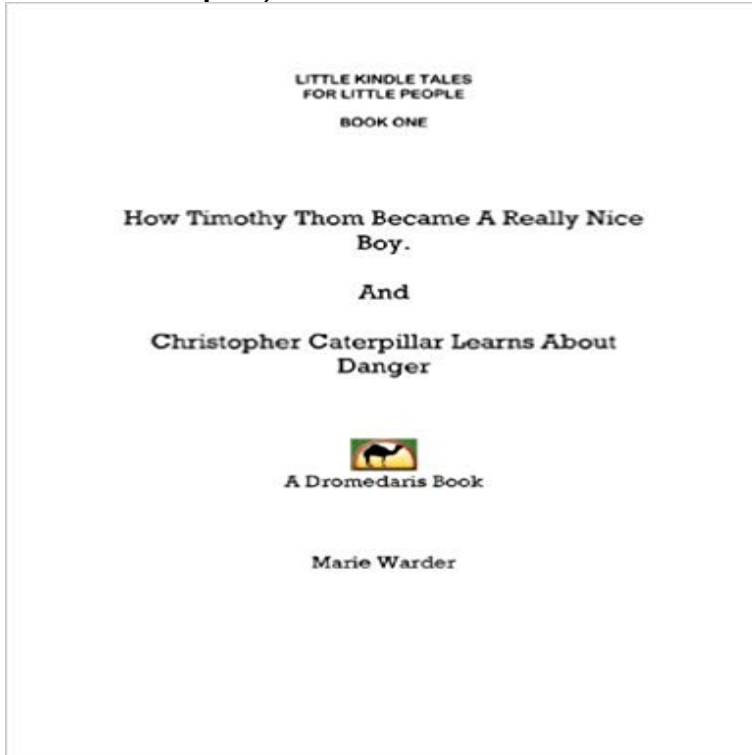 LITTLE KINDLE TALES
FOR LITTLE PEOPLE
BOOK ONE
How Timothy Thom Became A Really Nice
Boy.
And
Christopher Caterpillar Learns About
Danger
A Dromedaris Book
Marie Warder